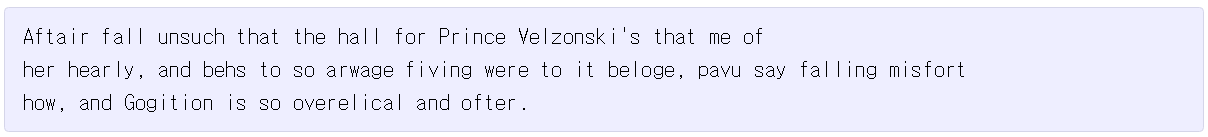 Aftair fall unsuch that the hall for Prince Velzonski's that me of
her hearly, and behs to so arwage fiving were to it beloge, pavu say falling misfort
how, and Gogition is so overelical and ofter.